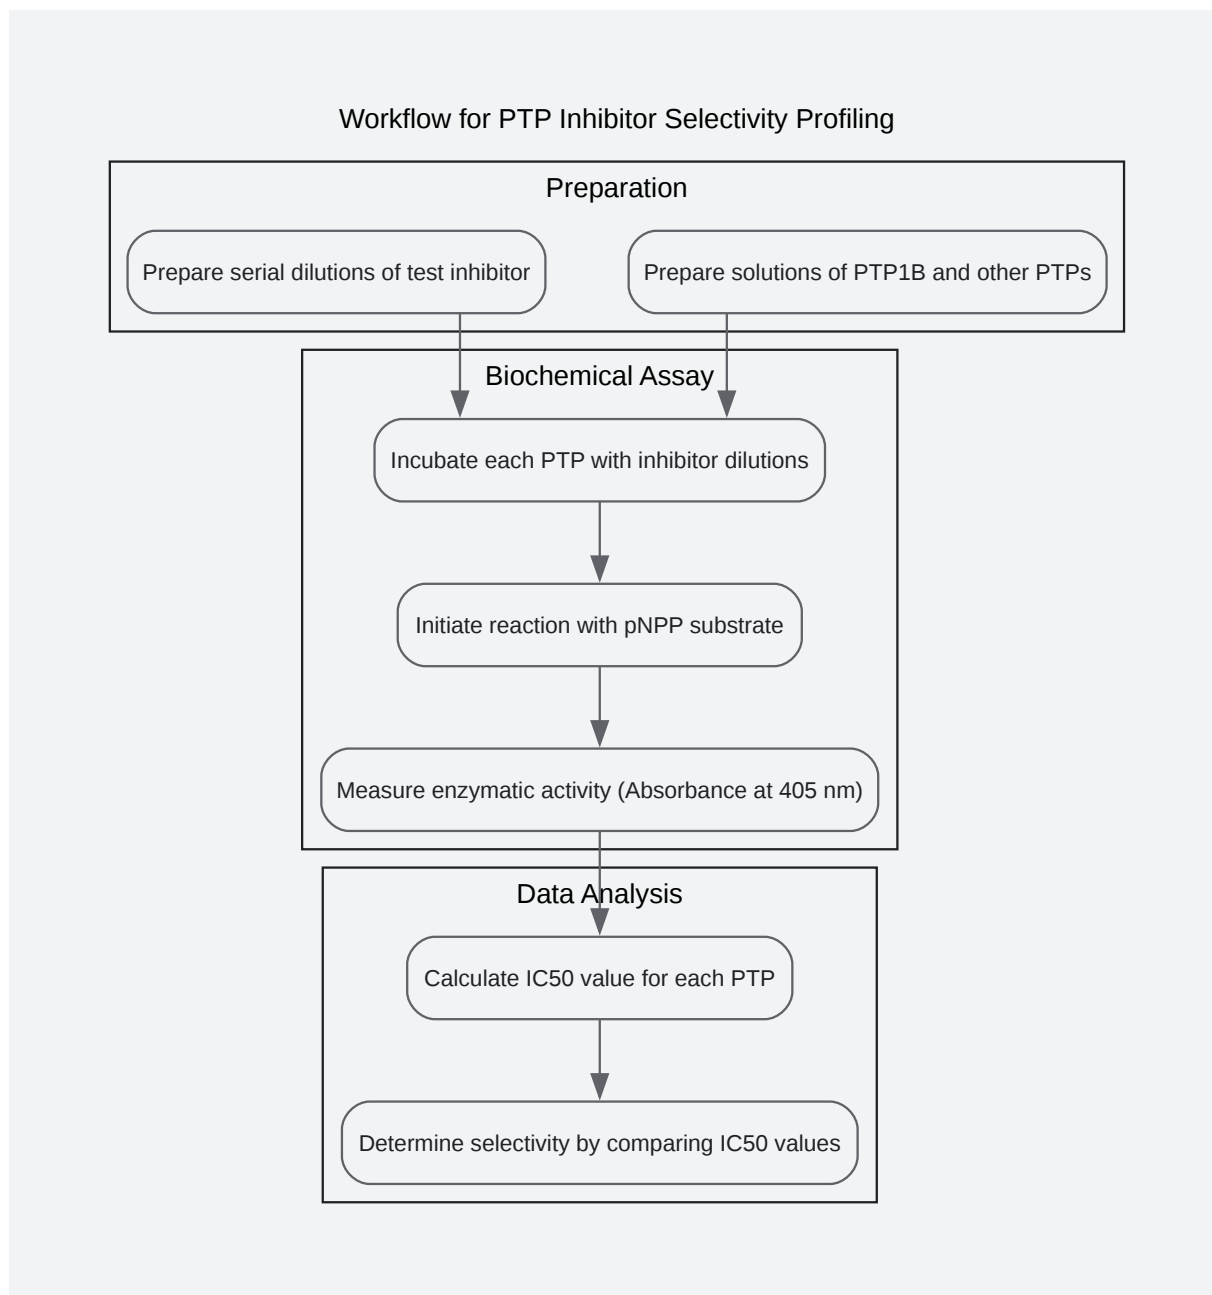 Workflow for PTP Inhibitor Selectivity Profiling
Preparation
Prepare serial dilutions of test inhibitor
Prepare solutions of PTP1B and other PTPs
Biochemical Assay
Incubate each PTP with inhibitor dilutions
Initiate reaction with pNPP substrate
Measure enzymatic activity (Absorbance at 405 nm)
Data Analysis
Calculate IC50 value for each PTP
Determine selectivity by comparing IC50 values